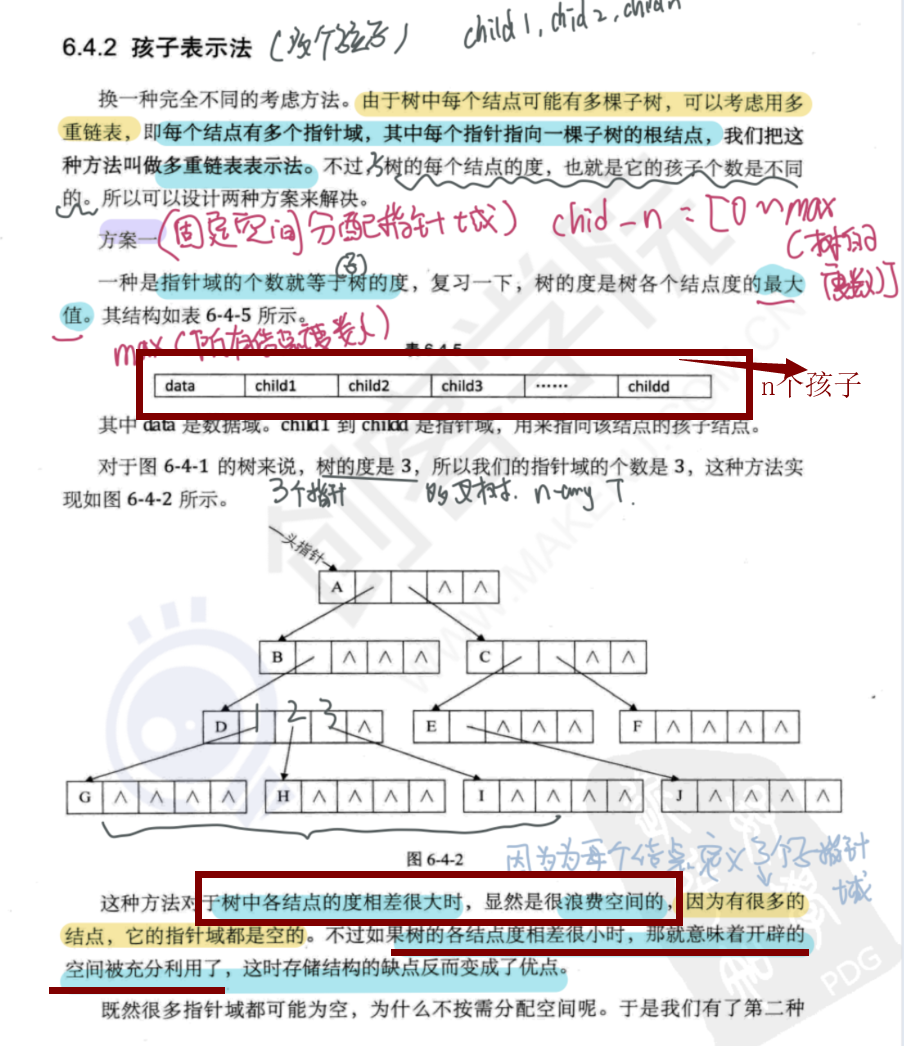 6.4.2 孩子表示法
child1, chid2, childn
换一种完全不同的考虑方法。由于树中每个结点可能有多棵子树，可以考虑用多
重链表，即每个结点有多个指针域，其中每个指针指向一棵子树的根结点，我们把这
种方法叫做多重链表表示法。不过，树的每个结点的度，也就是它的孩子个数是不同
的。所以可以设计两种方案来解决。
方案一(固定空间分配指针域) chid_n = [0~max
(树的
度数)]
一种是指针域的个数就等于树的度，复习一下，树的度是树各个结点度的最大
值。其结构如表 6-4-5 所示。
max(所有结点度数)
表 6-4-5
data child1 child2 child3 …… childd
n个孩子
其中 data 是数据域。child1 到 childd 是指针域，用来指向该结点的孩子结点。
对于图 6-4-1 的树来说，树的度是 3，所以我们的指针域的个数是 3，这种方法实
现如图 6-4-2 所示。
3个指针 的叉树. n-any T.
头指针
A ∧ ∧
B ∧ ∧ ∧ C ∧ ∧
D 1 2 3 ∧ E ∧ ∧ ∧ F ∧ ∧ ∧ ∧
G ∧ ∧ ∧ ∧ H ∧ ∧ ∧ ∧ I ∧ ∧ ∧ ∧ J ∧ ∧ ∧ ∧
图 6-4-2
因为为每个结点定义3个子指针
域
这种方法对于树中各结点的度相差很大时，显然是很浪费空间的，因为有很多的
结点，它的指针域都是空的。不过如果树的各结点度相差很小时，那就意味着开辟的
空间被充分利用了，这时存储结构的缺点反而变成了优点。
既然很多指针域都可能为空，为什么不按需分配空间呢。于是我们有了第二种
创客学院
PDG